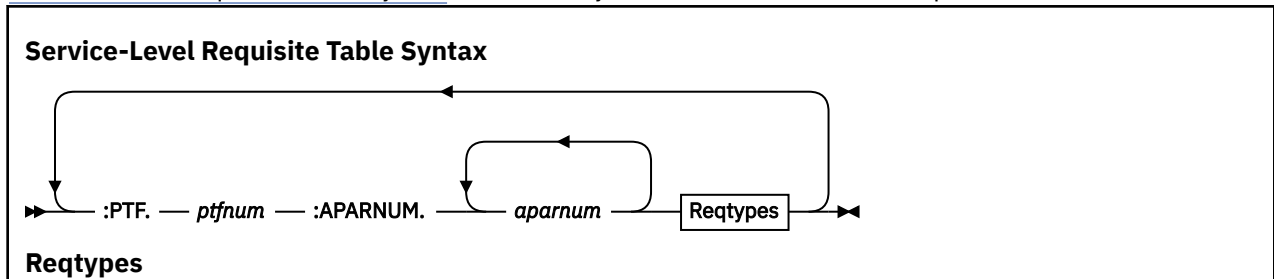 Service-Level Requisite Table Syntax
:PTF. ptfnum :APARNUM. aparnum Reqtypes
Reqtypes